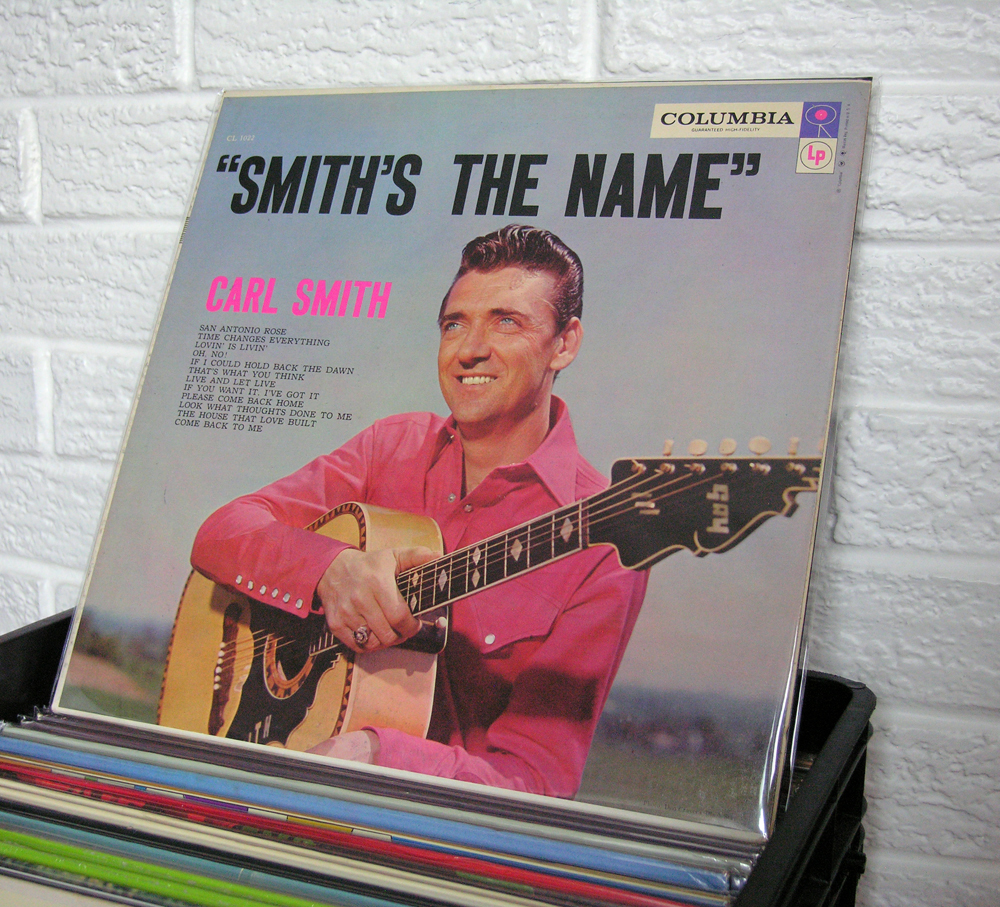 CL 1022
COLUMBIA
GUARANTEED HIGH-FIDELITY
Lp
"SMITH'S THE NAME"
CARL SMITH
SAN ANTONIO ROSE
TIME CHANGES EVERYTHING
LOVIN' IS LIVIN'
OH, NO!
IF I COULD HOLD BACK THE DAWN
THAT'S WHAT YOU THINK
LIVE AND LET LIVE
IF YOU WANT IT, I'VE GOT IT
PLEASE COME BACK HOME
LOOK WHAT THOUGHTS DONE TO ME
THE HOUSE THAT LOVE BUILT
COME BACK TO ME